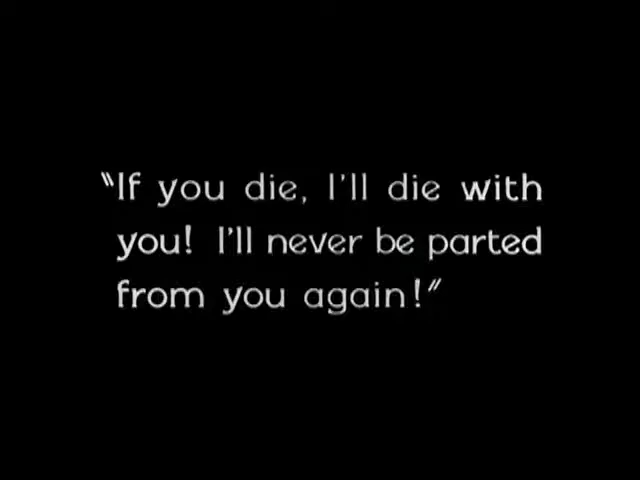 "If you die, I'll die with
you! I'll never be parted
from you again!"